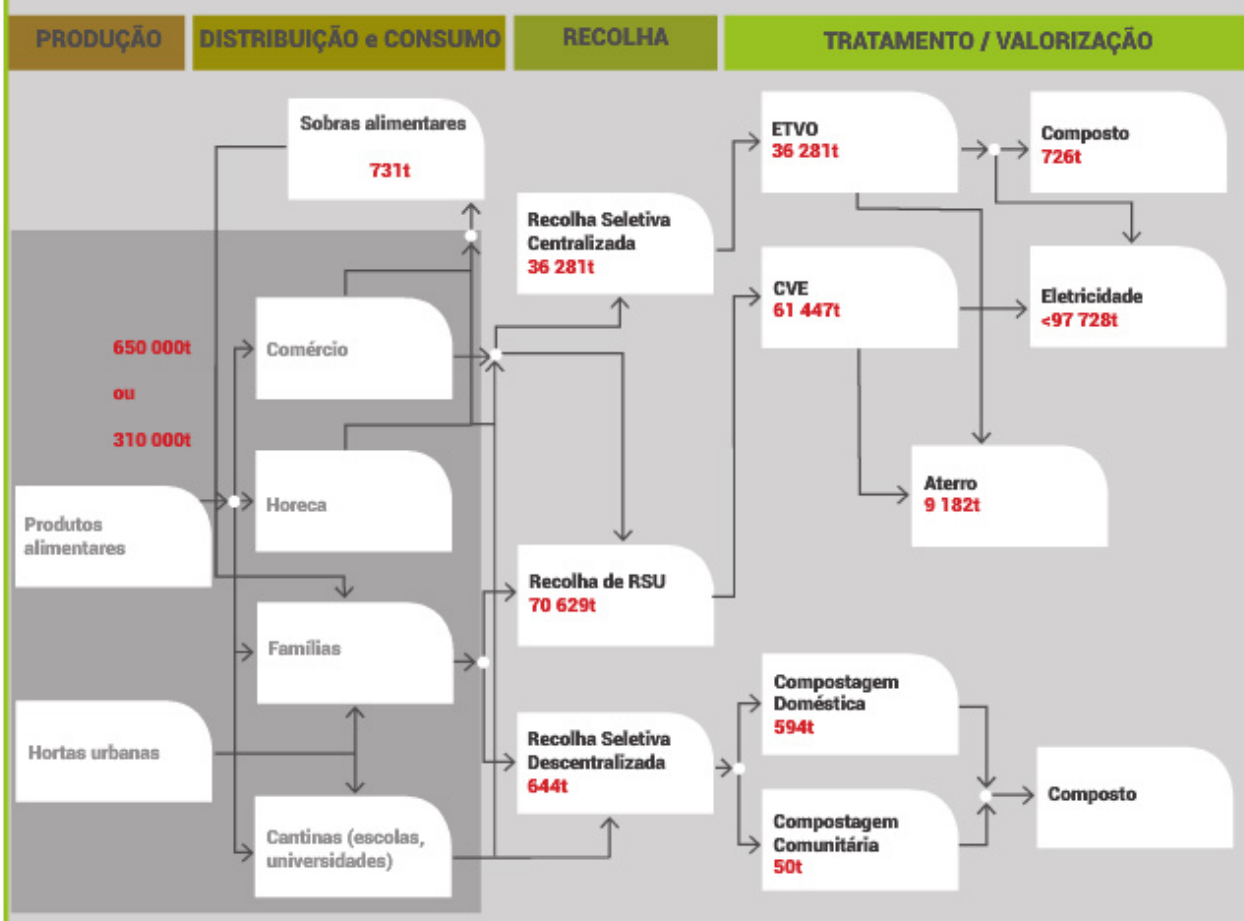 PRODUÇÃO
DISTRIBUIÇÃO e CONSUMO
RECOLHA
TRATAMENTO / VALORIZAÇÃO
Sobras alimentares
731t
650 000t
ou
310 000t
Produtos
alimentares
Hortas urbanas
Comércio
Horeca
Famílias
Cantinas (escolas,
universidades)
Recolha Seletiva
Centralizada
36 281t
Recolha de RSU
70 629t
Recolha Seletiva
Descentralizada
644t
ETVO
36 281t
CVE
61 447t
Composto
726t
Eletricidade
<97 728t
Aterro
9 182t
Compostagem
Doméstica
594t
Compostagem
Comunitária
50t
Composto